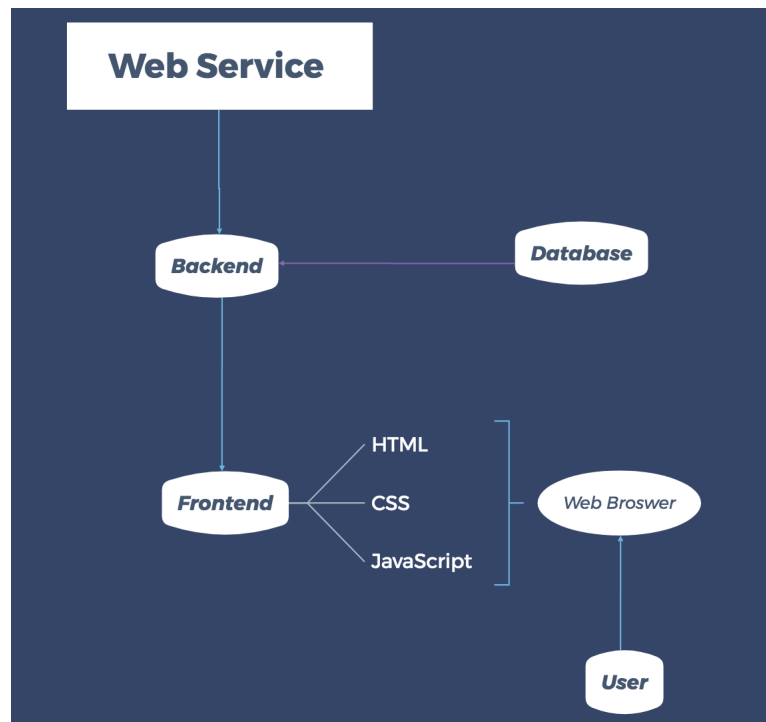 Web Service
Backend
Database
HTML
Frontend
CSS
Web Broswer
JavaScript
User